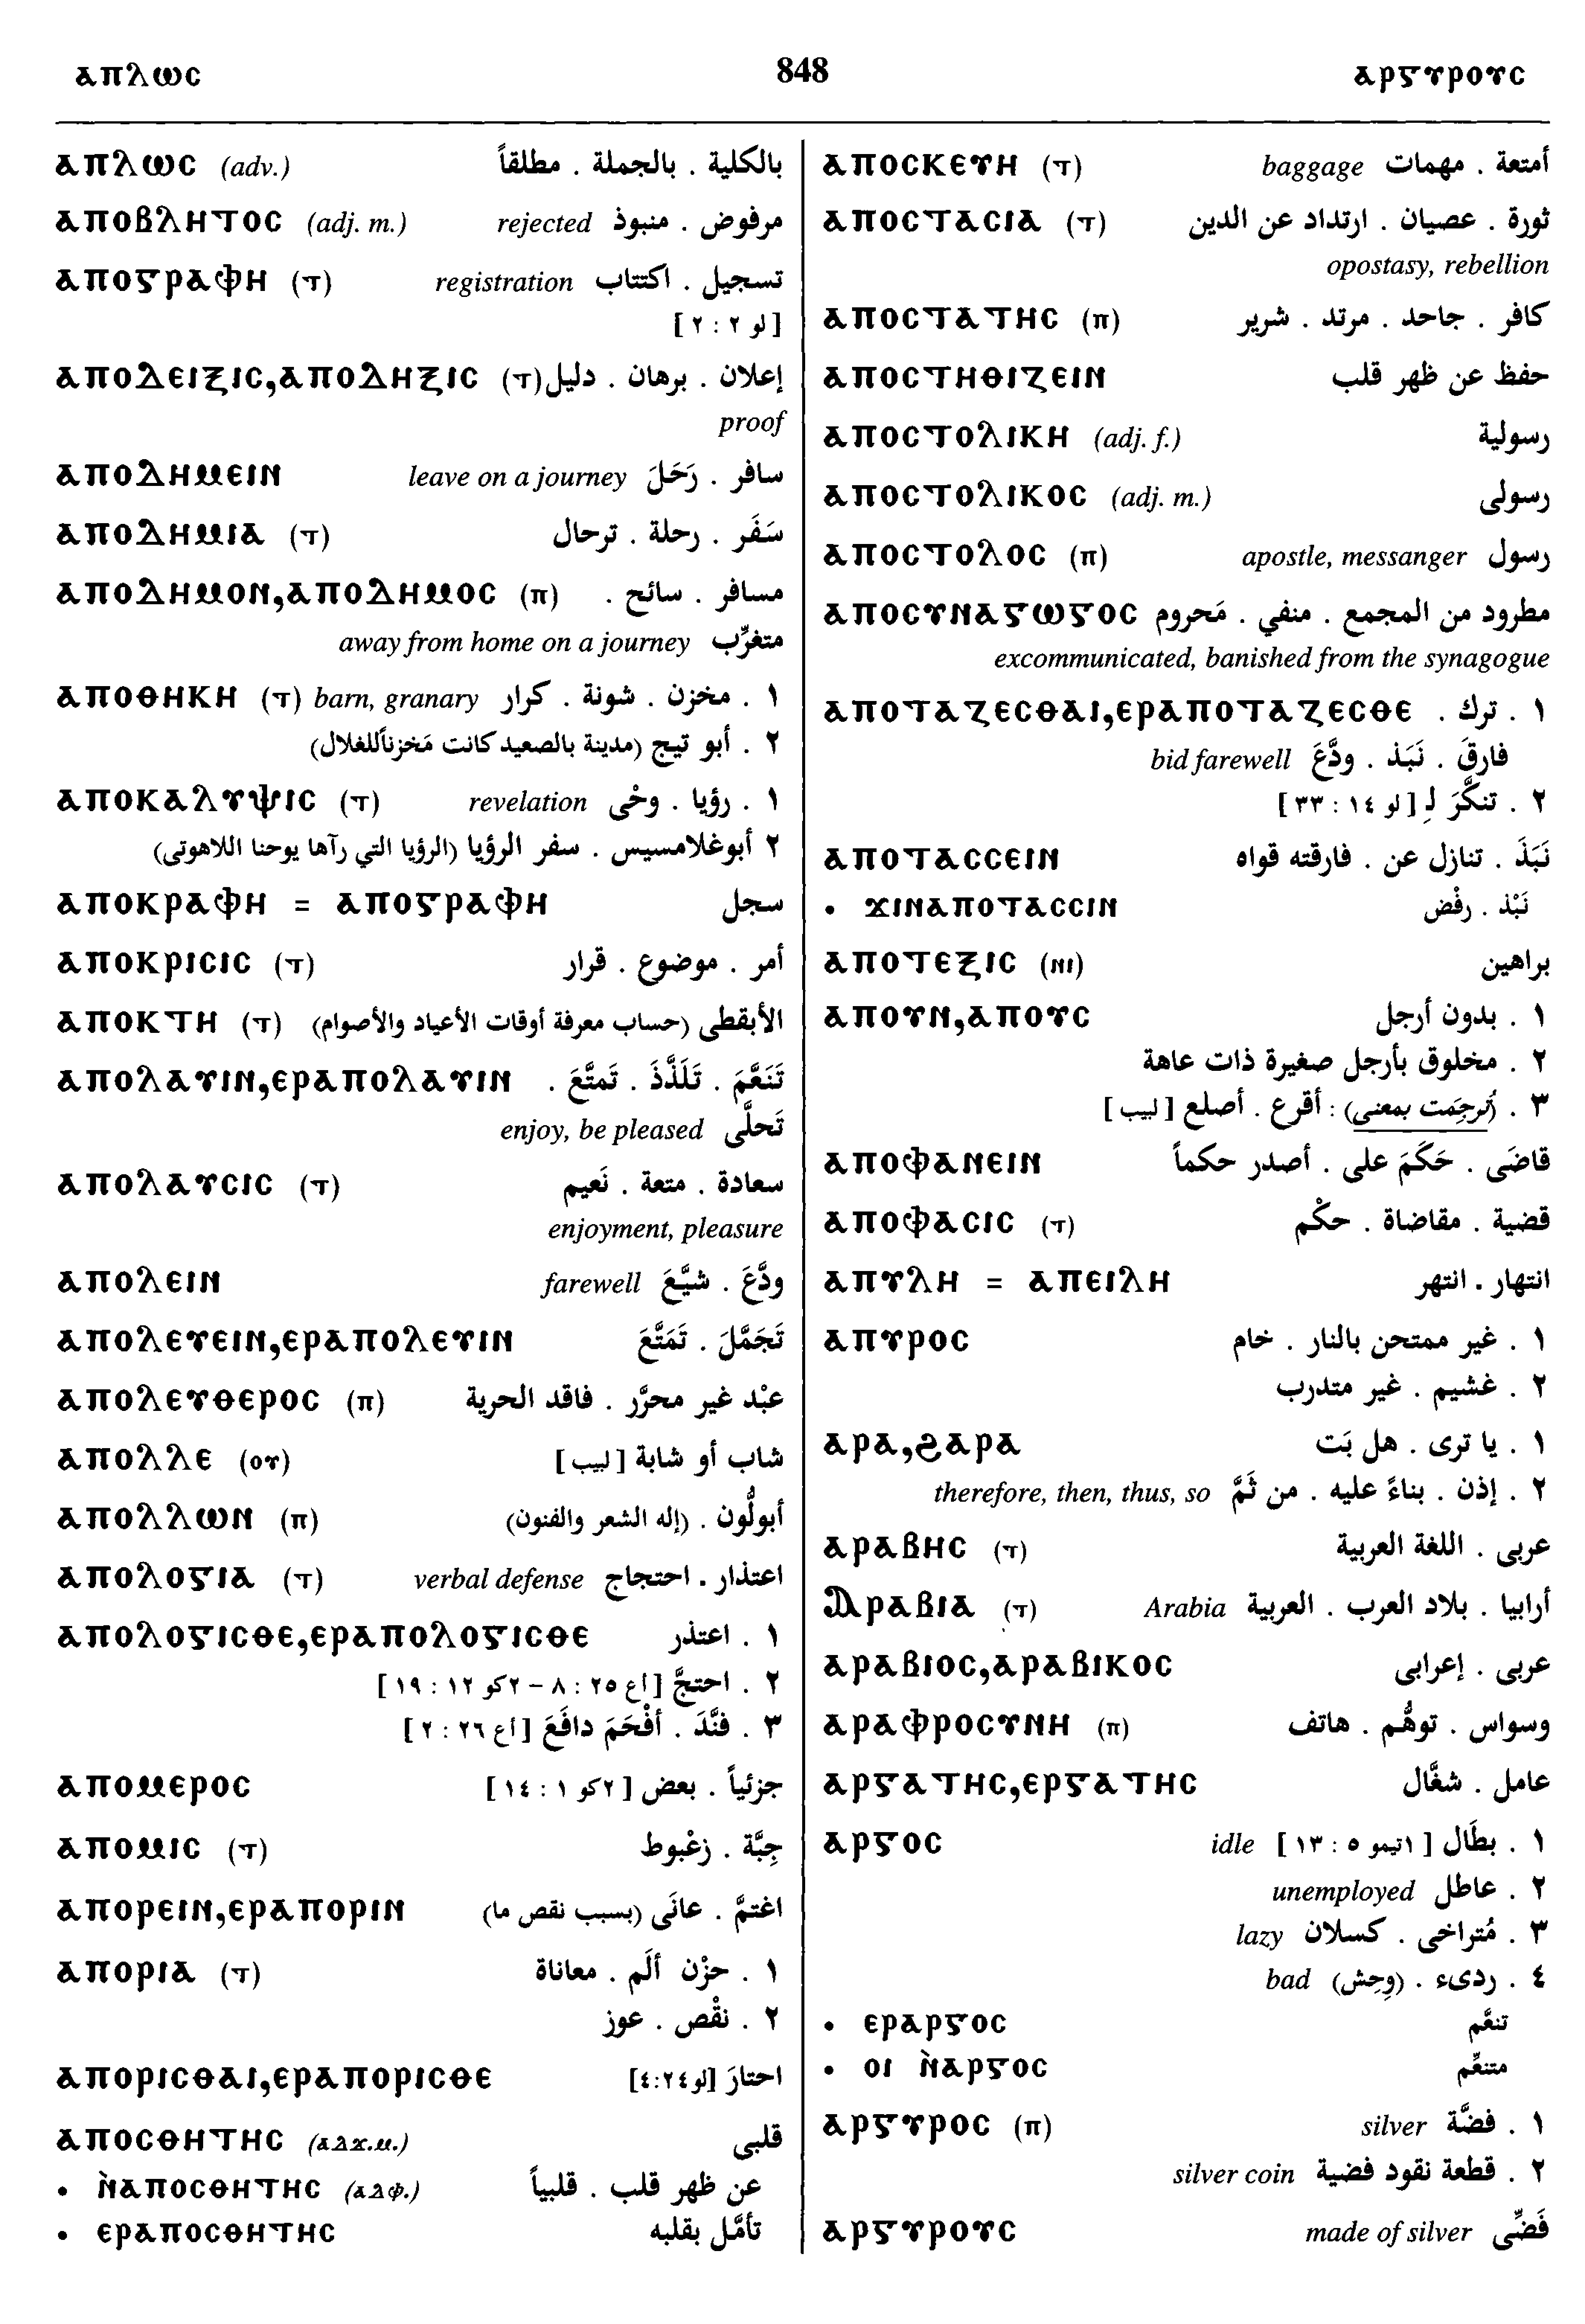 ⲁⲡⲗⲱⲥ 848 ⲁⲣⲅⲩⲣⲟⲩⲥ
ⲁⲡⲗⲱⲥ (adv.) بالكلية . بالجملة . مطلقاً
ⲁⲡⲟⲃⲗⲏⲧⲟⲥ (adj. m.) rejected مرفوض . منبوذ
ⲁⲡⲟⲅⲣⲁⲫⲏ (ⲧ) registration تسجيل . اكتتاب
[لو ٢ : ٢]
ⲁⲡⲟⲇⲉⲓⲝⲓⲥ,ⲁⲡⲟⲇⲏⲝⲓⲥ (ⲧ) إعلان . برهان . دليل
proof
ⲁⲡⲟⲇⲏⲙⲉⲓⲛ leave on a journey سافر . رَحَلَ
ⲁⲡⲟⲇⲏⲙⲓⲁ (ⲧ) سَفَر . رحلة . ترحال
ⲁⲡⲟⲇⲏⲙⲟⲛ,ⲁⲡⲟⲇⲏⲙⲟⲥ (ⲡ) مسافر . سائح .
away from home on a journey متغرِّب
ⲁⲡⲟⲑⲏⲕⲏ (ⲧ) barn, granary ١ . مخزن . شونة . كرار
٢ . أبو تيج (مدينة بالصعيد كانت مَخزناًللغلال)
ⲁⲡⲟⲕⲁⲗⲩⲯⲓⲥ (ⲧ) revelation ١ . رؤيا . وحْى
٢ أبوغلامسيس . سفر الرؤيا (الرؤيا التي رآها يوحنا اللاهوتى)
ⲁⲡⲟⲕⲣⲁⲫⲏ = ⲁⲡⲟⲅⲣⲁⲫⲏ سجل
ⲁⲡⲟⲕⲣⲓⲥⲓⲥ (ⲧ) أمر . موضوع . قرار
ⲁⲡⲟⲕⲧⲏ (ⲧ) الأبقطى (حساب معرفة أوقات الأعياد والأصوام)
ⲁⲡⲟⲗⲁⲩⲓⲛ,ⲉⲣⲁⲡⲟⲗⲁⲩⲓⲛ تَنَعَّمَ . تَلَذَّذَ . تَمتَّعَ .
enjoy, be pleased تَحلَّى
ⲁⲡⲟⲗⲁⲩⲥⲓⲥ (ⲧ) سعادة . متعة . نَعيم
enjoyment, pleasure
ⲁⲡⲟⲗⲉⲓⲛ farewell ودَّعَ . شيَّعَ
ⲁⲡⲟⲗⲉⲩⲉⲓⲛ,ⲉⲣⲁⲡⲟⲗⲉⲩⲓⲛ تَجَمَّلَ . تَمَتَّعَ
ⲁⲡⲟⲗⲉⲩⲑⲉⲣⲟⲥ (ⲡ) عبْد غير محرَّر . فاقد الحرية
ⲁⲡⲟⲗⲗⲉ (ⲟⲩ) شاب أو شابة [لبيب]
ⲁⲡⲟⲗⲗⲱⲛ (ⲡ) أبولُّون . (إله الشعر والفنون)
ⲁⲡⲟⲗⲟⲅⲓⲁ (ⲧ) verbal defense اعتذار . احتجاج
ⲁⲡⲟⲗⲟⲅⲓⲥⲑⲉ,ⲉⲣⲁⲡⲟⲗⲟⲅⲓⲥⲑⲉ ١ . اعتذر
٢ . احتجَّ [اع ٢٥ : ٨ – ٢كو ١٢ : ١٩]
٣ . فنَّدَ . أفْحَمَ دافَعَ [اع ٢٦ : ٢]
ⲁⲡⲟⲙⲉⲣⲟⲥ جزئياً . بعض [٢كو ١ : ١٤]
ⲁⲡⲟⲙⲓⲥ (ⲧ) جِبَّة . زعْبوط
ⲁⲡⲟⲣⲉⲓⲛ,ⲉⲣⲁⲡⲟⲣⲓⲛ اغتمَّ . عانَى (بسبب نقص ما)
ⲁⲡⲟⲣⲓⲁ (ⲧ) ١ . حزْن ألَم . معاناة
٢ . نقْص . عوز
ⲁⲡⲟⲣⲓⲥⲑⲁⲓ,ⲉⲣⲁⲡⲟⲣⲓⲥⲑⲉ احتارَ [لو٢٤:٤]
ⲁⲡⲟⲥⲑⲏⲧⲏⲥ (ⲁⲇϫ.ⲙ.) قلبى
• ⲛ̀ⲁⲡⲟⲥⲑⲏⲧⲏⲥ (ⲁⲇⲫ.) عن ظهر قلب . قلبياً
• ⲉⲣⲁⲡⲟⲥⲑⲏⲧⲏⲥ تأمَّل بقلبه
ⲁⲡⲟⲥⲕⲉⲩⲏ (ⲧ) baggage أمتعة . مهمات
ⲁⲡⲟⲥⲧⲁⲥⲓⲁ (ⲧ) ثورة . عصيان . ارتداد عن الدين
opostasy, rebellion
ⲁⲡⲟⲥⲧⲁⲧⲏⲥ (ⲡ) كافر . جاحد . مرتد . شرير
ⲁⲡⲟⲥⲧⲏⲑⲓⲍⲉⲓⲛ حفظ عن ظهر قلب
ⲁⲡⲟⲥⲧⲟⲗⲓⲕⲏ (adj. f.) رسولية
ⲁⲡⲟⲥⲧⲟⲗⲓⲕⲟⲥ (adj. m.) رسولى
ⲁⲡⲟⲥⲧⲟⲗⲟⲥ (ⲡ) apostle, messanger رسول
ⲁⲡⲟⲥⲩⲛⲁⲅⲱⲅⲟⲥ مطرود من المجمع . منفي . مَحروم
excommunicated, banished from the synagogue
ⲁⲡⲟⲧⲁⲍⲉⲥⲑⲁⲓ,ⲉⲣⲁⲡⲟⲧⲁⲍⲉⲥⲑⲉ ١ . ترك .
bid farewell فارقَ . نَبَذ . ودَّعَ
٢ . تنكَّرَ لِـ [لو ١٤ : ٣٣]
ⲁⲡⲟⲧⲁⲥⲥⲉⲓⲛ نَبَذَ . تنازل عن . فارقته قواه
• ϫⲓⲛⲁⲡⲟⲧⲁⲥⲥⲓⲛ نَبْذ . رفْض
ⲁⲡⲟⲧⲉⲝⲓⲥ (ⲛⲓ) براهين
ⲁⲡⲟⲩⲛ,ⲁⲡⲟⲩⲥ ١ . بدون أرجل
٢ . مخلوق بأرجل صغيرة ذات عاهة
٣ . (تُرجِمَت بمعنى) : أقرع . أصلع [لبيب]
ⲁⲡⲟⲫⲁⲛⲉⲓⲛ قاضَى . حَكَمَ على . أصدر حكماً
ⲁⲡⲟⲫⲁⲥⲓⲥ (ⲧ) قضية . مقاضاة . حكْم
ⲁⲡⲩⲗⲏ = ⲁⲡⲉⲓⲗⲏ انتهار . انتهر
ⲁⲡⲩⲣⲟⲥ ١ . غير ممتحن بالنار . خام
٢ . غشيم . غير متدرب
ⲁⲣⲁ,ϩⲁⲣⲁ ١ . يا ترى . هل بَت
therefore, then, thus, so ٢ . إذن . بناءً عليه . من ثَمَّ
ⲁⲣⲁⲃⲏⲥ (ⲧ) عربى . اللغة العربية
Ⲁⲣⲁⲃⲓⲁ (ⲧ) Arabia أرابيا . بلاد العرب . العربية
ⲁⲣⲁⲃⲓⲟⲥ,ⲁⲣⲁⲃⲓⲕⲟⲥ عربى . إعرابى
ⲁⲣⲁⲫⲣⲟⲥⲩⲛⲏ (ⲡ) وسواس . توهُّم . هاتف
ⲁⲣⲅⲁⲧⲏⲥ,ⲉⲣⲅⲁⲧⲏⲥ عامل . شغَّال
ⲁⲣⲅⲟⲥ idle ١ . بطَال [١تيمو ٥ : ١٣]
unemployed ٢ . عاطل
lazy ٣ . مُتراخى . كسلان
bad ٤ . ردىء . (وِحِش)
• ⲉⲣⲁⲣⲅⲟⲥ تنعَّم
• ⲟⲓ ⲛ̀ⲁⲣⲅⲟⲥ متنعِّم
ⲁⲣⲅⲩⲣⲟⲥ (ⲡ) silver ١ . فضَّة
silver coin ٢ . قطعة نقود فضية
ⲁⲣⲅⲩⲣⲟⲩⲥ made of silver فَضِّى